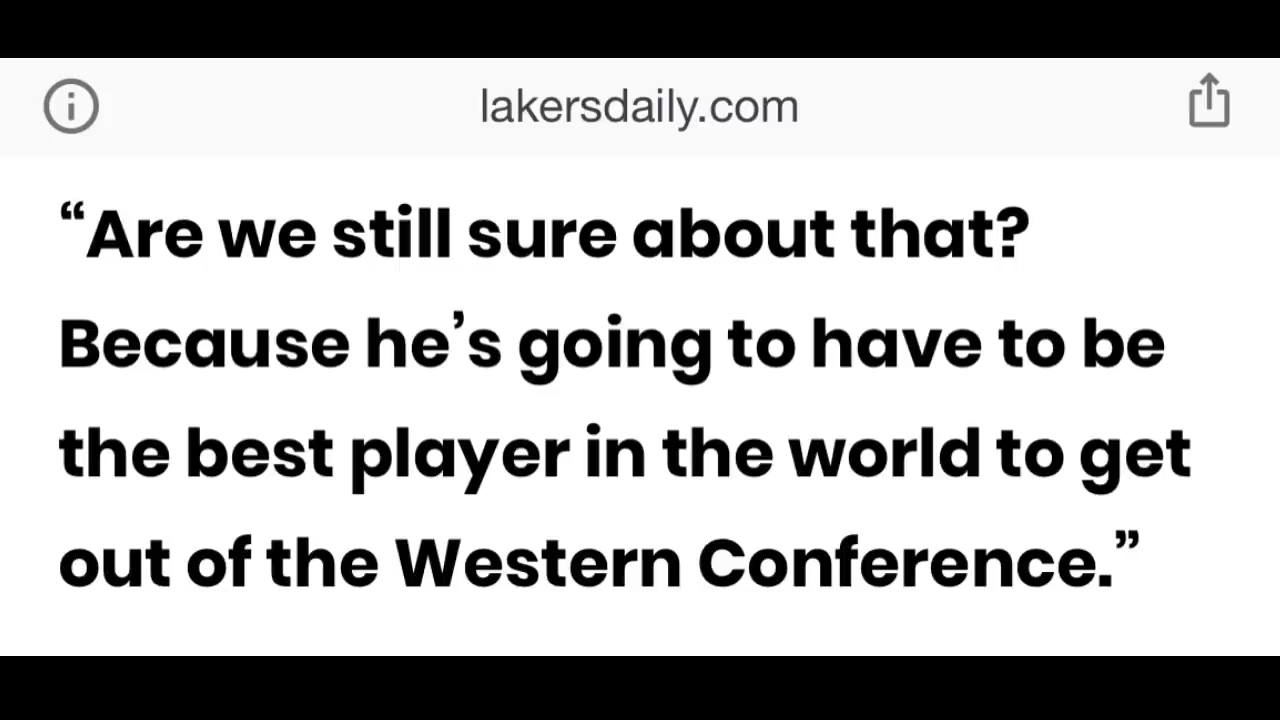 lakersdaily.com
“Are we still sure about that?
Because he’s going to have to be
the best player in the world to get
out of the Western Conference.”